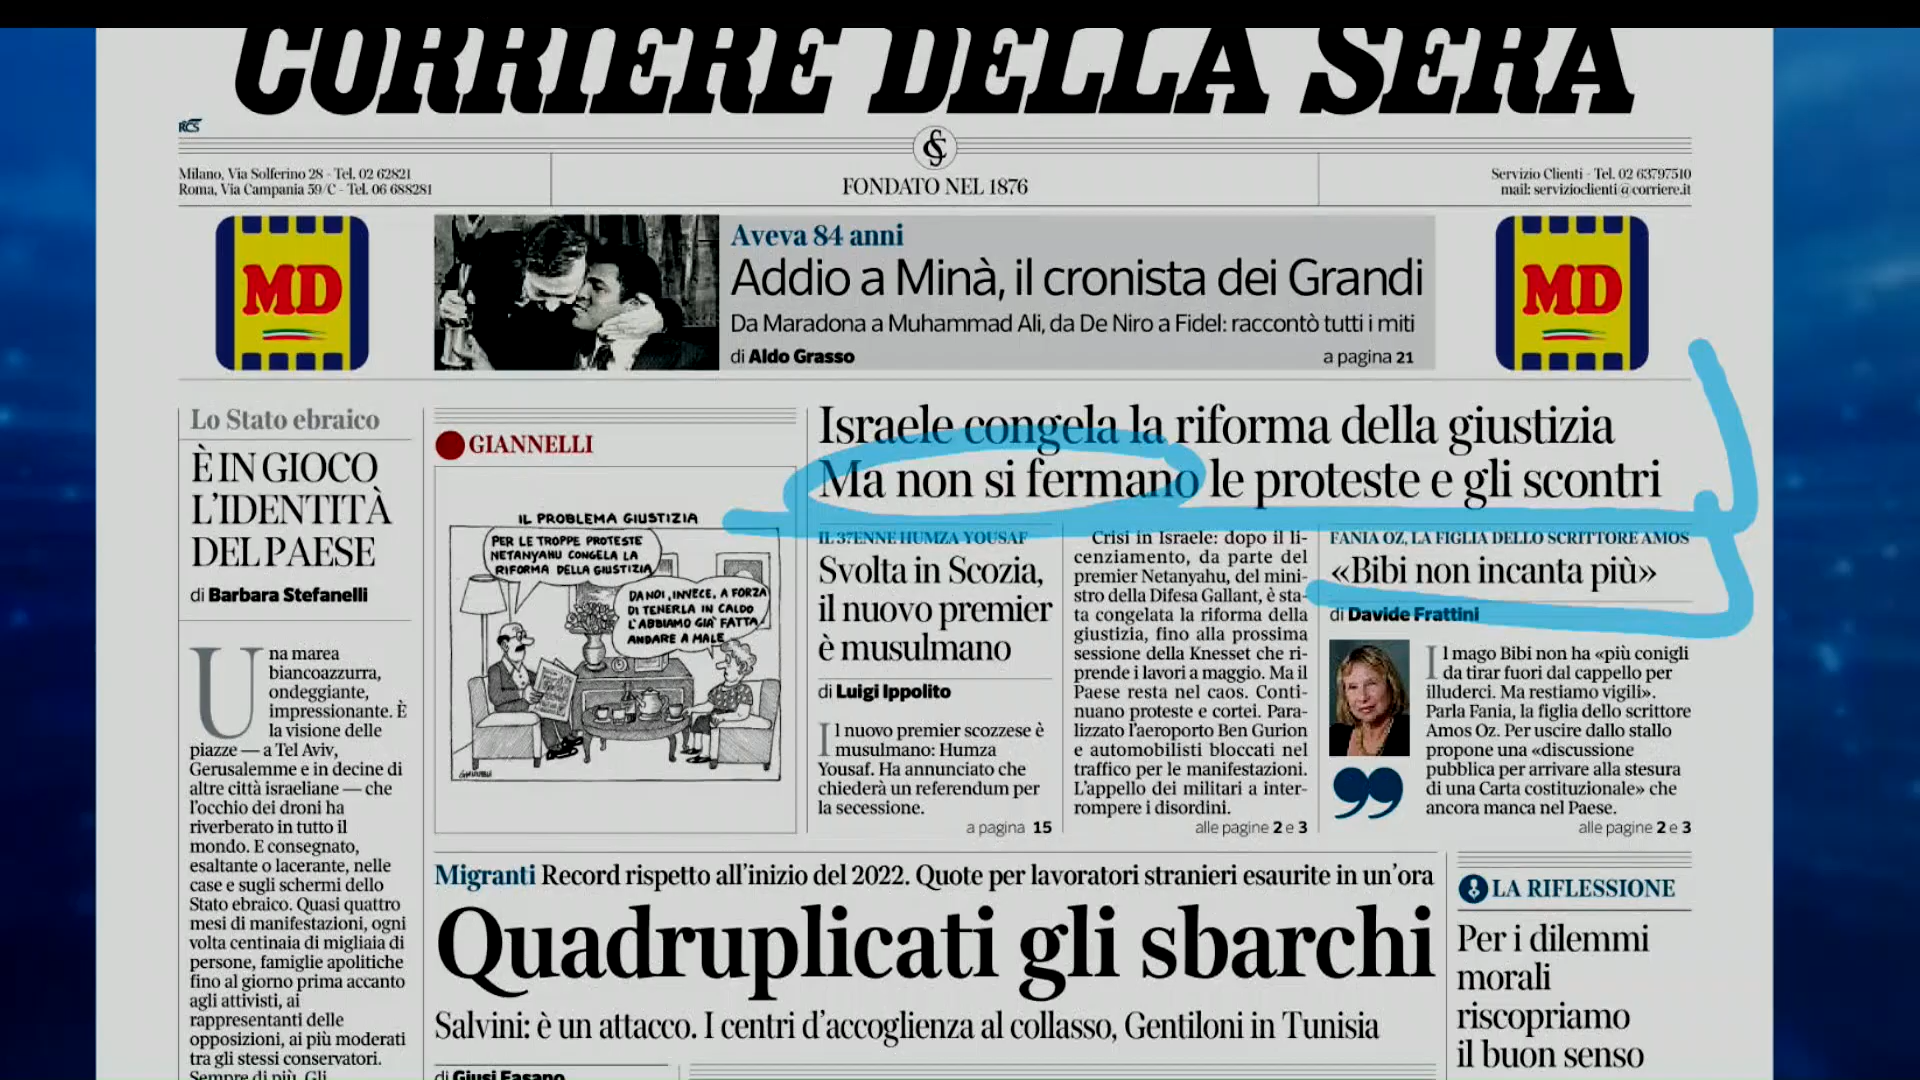 CORRIERE DELLA SERA
RCS
Milano, Via Solferino 28 - Tel. 02 62821
Roma, Via Campania 59/C - Tel. 06 688281
FONDATO NEL 1876
Servizio Clienti - Tel. 02 63797510
mail: servizioclienti@corriere.it
MD
Aveva 84 anni
Addio a Minà, il cronista dei Grandi
Da Maradona a Muhammad Ali, da De Niro a Fidel: raccontò tutti i miti
di Aldo Grasso
a pagina 21
MD
Lo Stato ebraico
È IN GIOCO
L'IDENTITÀ
DEL PAESE
di Barbara Stefanelli
Una marea
biancoazzurra,
ondeggiante,
impressionante. È
la visione delle
piazze — a Tel Aviv,
Gerusalemme e in decine di
altre città israeliane — che
l'occhio dei droni ha
riverberato in tutto il
mondo. E consegnato,
esaltante o lacerante, nelle
case e sugli schermi dello
Stato ebraico. Quasi quattro
mesi di manifestazioni, ogni
volta centinaia di migliaia di
persone, famiglie apolitiche
fino al giorno prima accanto
agli attivisti, ai
rappresentanti delle
opposizioni, ai più moderati
tra gli stessi conservatori.
Sempre di più. Gli
GIANNELLI
IL PROBLEMA GIUSTIZIA
PER LE TROPPE PROTESTE
NETANYAHU CONGELA LA
RIFORMA DELLA GIUSTIZIA
DA NOI, INVECE, A FORZA
DI TENERLA IN CALDO
L'ABBIAMO GIA' FATTA
ANDARE A MALE
GIANNELLI
Israele congela la riforma della giustizia
Ma non si fermano le proteste e gli scontri
IL 37ENNE HUMZA YOUSAF
Svolta in Scozia,
il nuovo premier
è musulmano
di Luigi Ippolito
Il nuovo premier scozzese è
musulmano: Humza
Yousaf. Ha annunciato che
chiederà un referendum per
la secessione.
a pagina 15
Crisi in Israele: dopo il li-
cenziamento, da parte del
premier Netanyahu, del mini-
stro della Difesa Gallant, è sta-
ta congelata la riforma della
giustizia, fino alla prossima
sessione della Knesset che ri-
prende i lavori a maggio. Ma il
Paese resta nel caos. Conti-
nuano proteste e cortei. Para-
lizzato l'aeroporto Ben Gurion
e automobilisti bloccati nel
traffico per le manifestazioni.
L'appello dei militari a inter-
rompere i disordini.
alle pagine 2 e 3
FANIA OZ, LA FIGLIA DELLO SCRITTORE AMOS
«Bibi non incanta più»
di Davide Frattini
Il mago Bibi non ha «più conigli
da tirar fuori dal cappello per
illuderci. Ma restiamo vigili».
Parla Fania, la figlia dello scrittore
Amos Oz. Per uscire dallo stallo
propone una «discussione
pubblica per arrivare alla stesura
di una Carta costituzionale» che
ancora manca nel Paese.
alle pagine 2 e 3
Migranti Record rispetto all'inizio del 2022. Quote per lavoratori stranieri esaurite in un'ora
Quadruplicati gli sbarchi
Salvini: è un attacco. I centri d'accoglienza al collasso, Gentiloni in Tunisia
di Giusi Fasano
LA RIFLESSIONE
Per i dilemmi
morali
riscopriamo
il buon senso